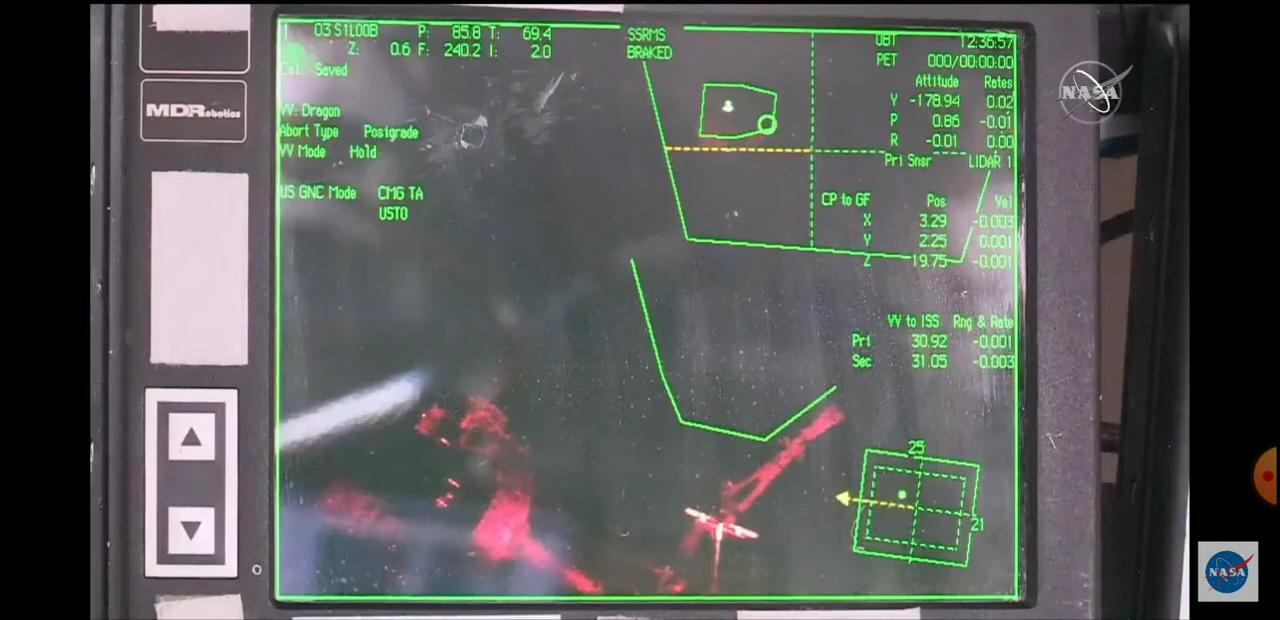 1 03 S1LOOB P: 85.8 T: 69.4
Z: 0.6 F: 240.2 I: 2.0
Cal: Saved
VV: Dragon
Abort Type Posigrade
VV Mode Hold
US GNC Mode CMG TA
USTO
SSRMS
BRAKED
12:36:57
PET 000/00:00:00
Attitude Rates
Y -178.94 0.02
P 0.86 -0.01
R -0.01 0.00
Pri Snsr LIDAR 1
CP to GF Pos Vel
X 3.29 -0.003
Y 2.25 0.001
Z 19.75 -0.001
VV to ISS Rng & Rate
Pri 30.92 -0.001
Sec 31.05 -0.003
25
21
MDRobotics
NASA
NASA